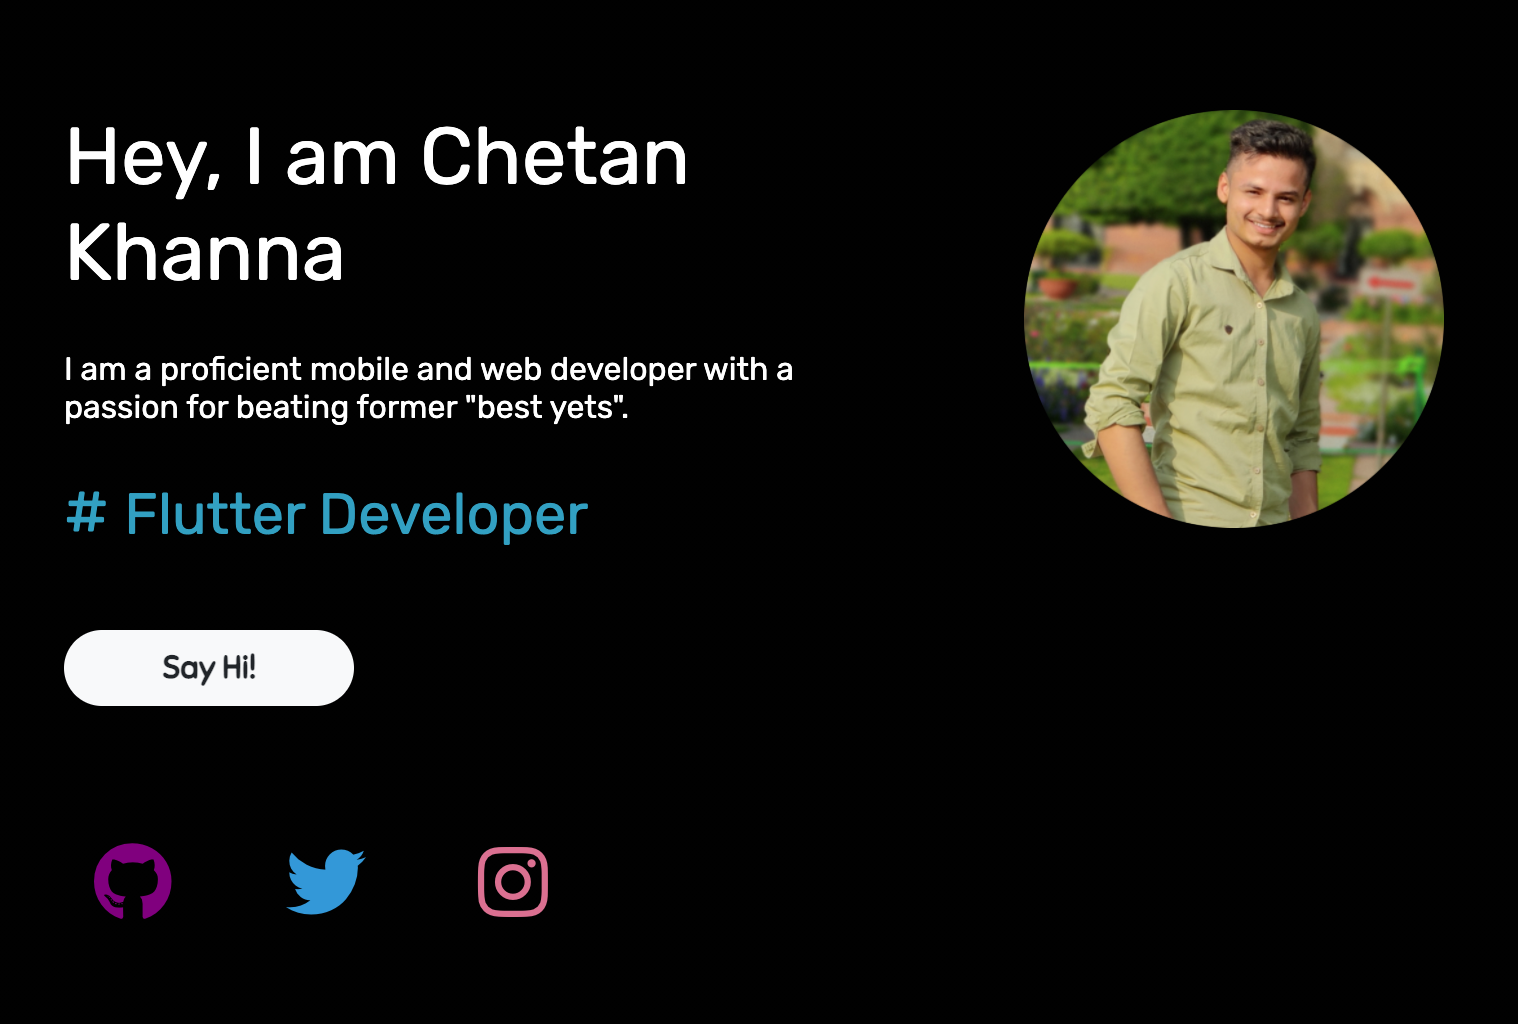 Hey, I am Chetan
Khanna
I am a proficient mobile and web developer with a
passion for beating former "best yets".
# Flutter Developer
Say Hi!